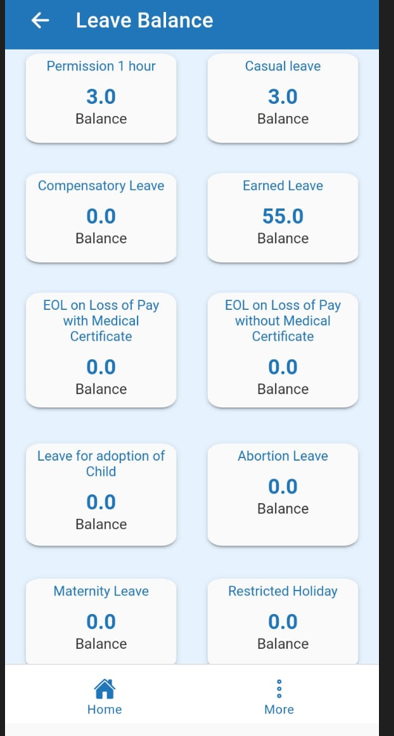 Leave Balance
Permission 1 hour
3.0
Balance
Casual leave
3.0
Balance
Compensatory Leave
0.0
Balance
Earned Leave
55.0
Balance
EOL on Loss of Pay
with Medical
Certificate
0.0
Balance
EOL on Loss of Pay
without Medical
Certificate
0.0
Balance
Leave for adoption of
Child
0.0
Balance
Abortion Leave
0.0
Balance
Maternity Leave
0.0
Balance
Restricted Holiday
0.0
Balance
Home
More